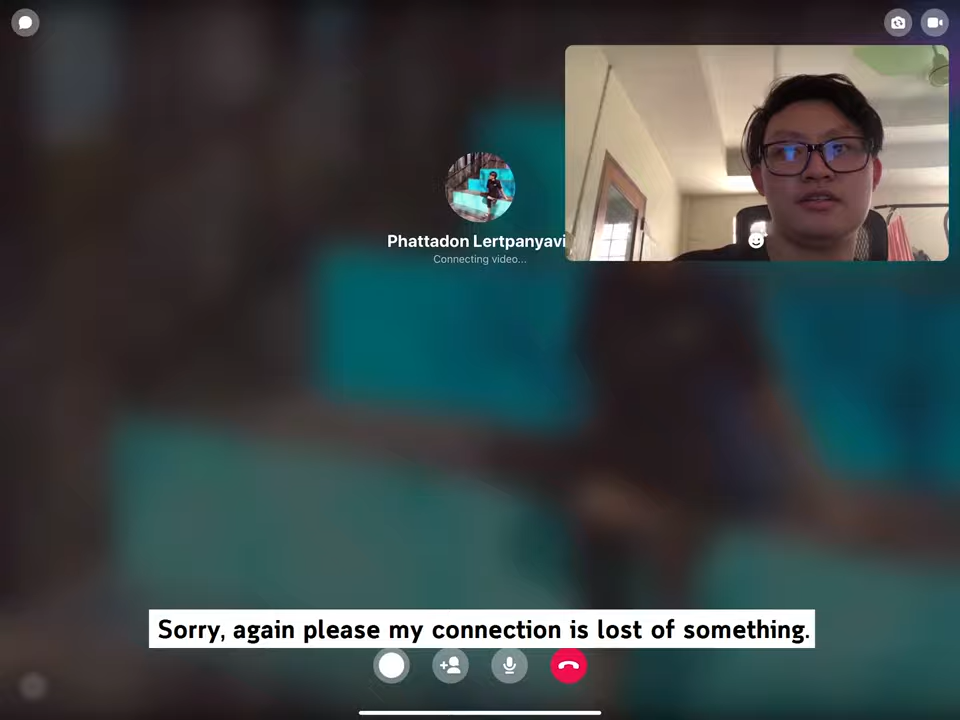 Phattadon Lertpanyavi
Connecting video...
Sorry, again please my connection is lost of something.